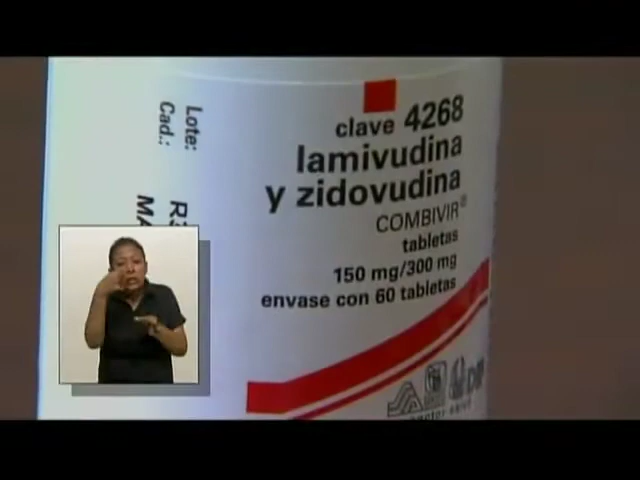 clave 4268
lamivudina
y zidovudina
COMBIVIR®
tabletas
150 mg/300 mg
envase con 60 tabletas
Lote:
Cad.: